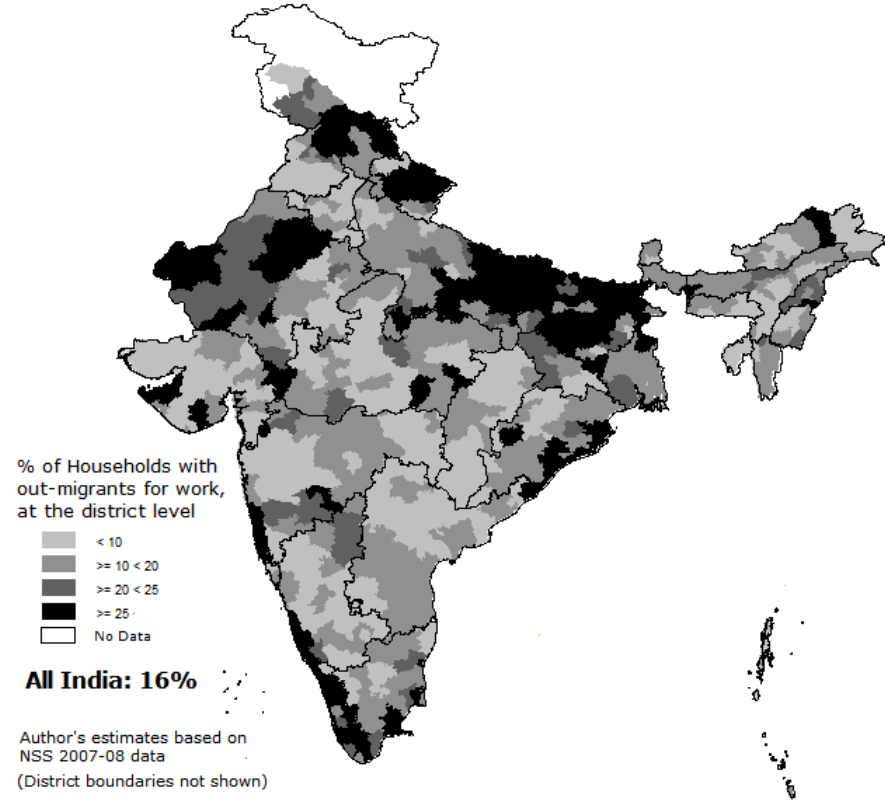 % of Households with
out-migrants for work,
at the district level
< 10
>= 10 < 20
>= 20 < 25
>= 25
No Data
All India: 16%
Author's estimates based on
NSS 2007-08 data
(District boundaries not shown)